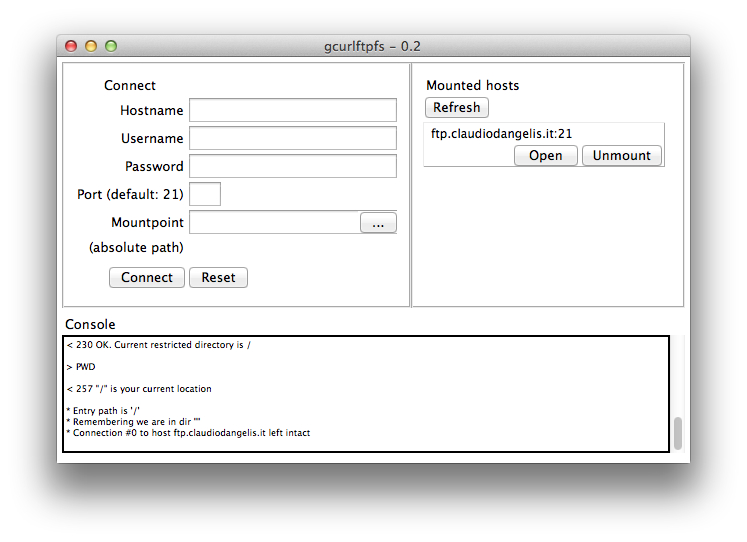 gcurlftpfs – 0.2
Connect
Hostname
Username
Password
Port (default: 21)
Mountpoint
...
(absolute path)
Connect
Reset
Mounted hosts
Refresh
ftp.claudiodangelis.it:21
Open
Unmount
Console
< 230 OK. Current restricted directory is /
> PWD
< 257 "/" is your current location
* Entry path is '/'
* Remembering we are in dir ""
* Connection #0 to host ftp.claudiodangelis.it left intact